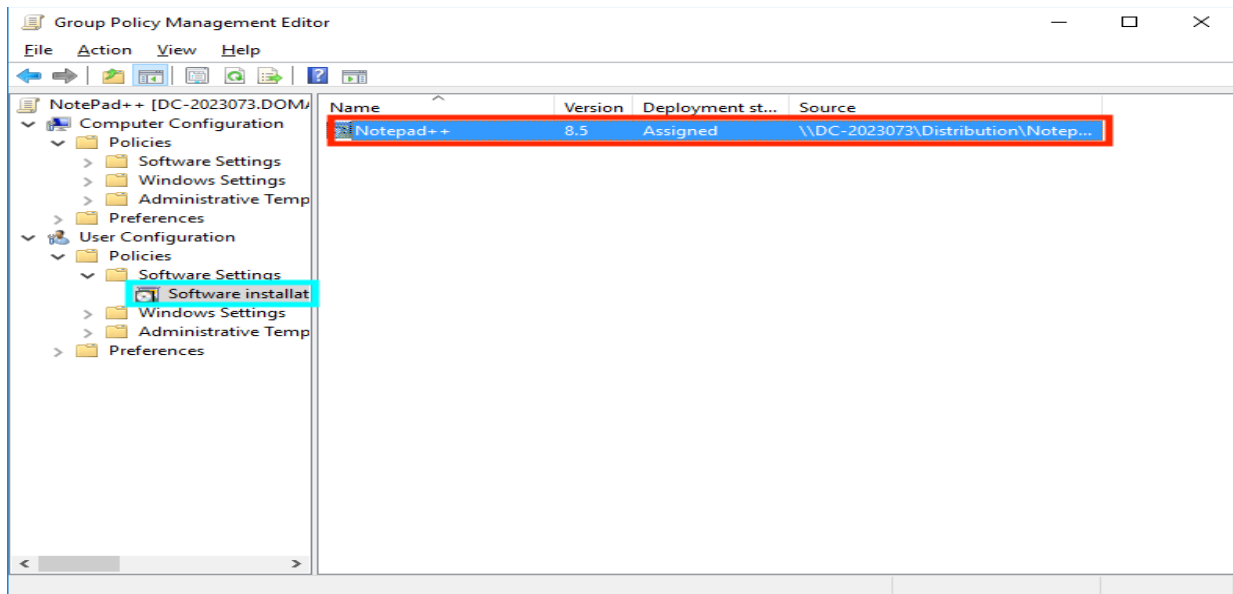 Group Policy Management Editor
File Action View Help
NotePad++ [DC-2023073.DOMA
Computer Configuration
Policies
Software Settings
Windows Settings
Administrative Temp
Preferences
User Configuration
Policies
Software Settings
Software installat
Windows Settings
Administrative Temp
Preferences
Name Version Deployment st... Source
Notepad++ 8.5 Assigned \\DC-2023073\Distribution\Notep...